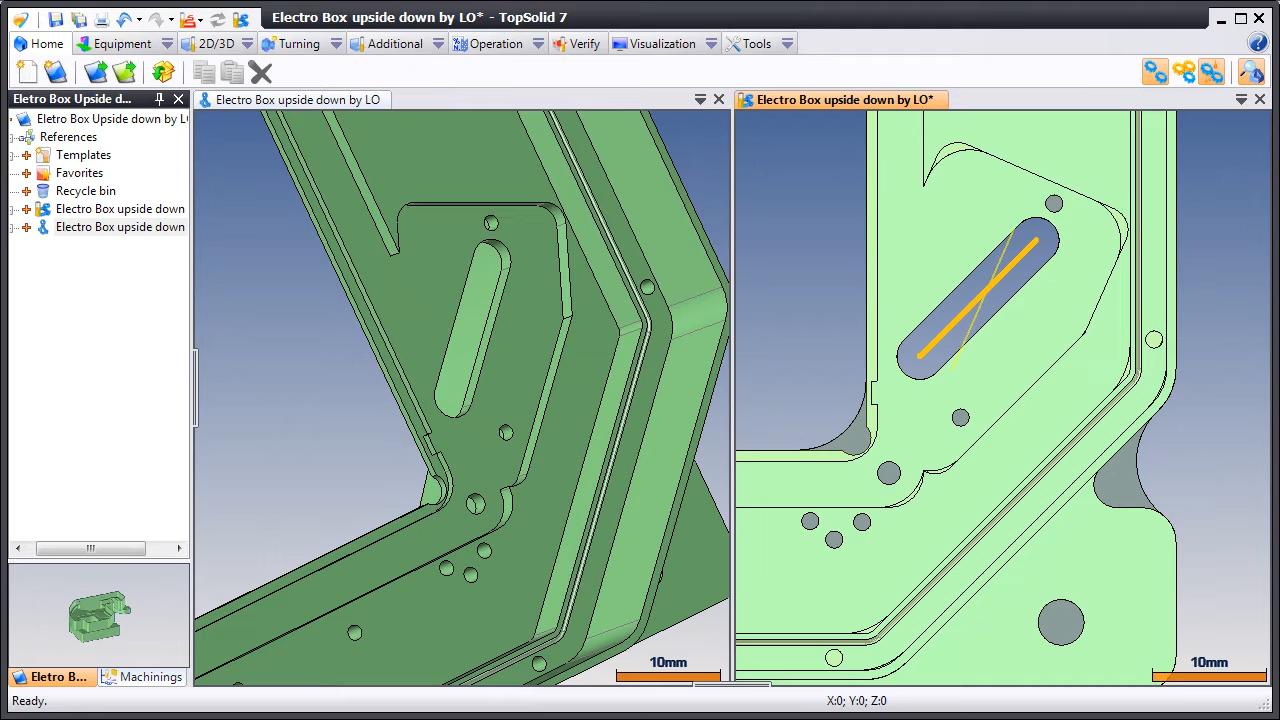 Electro Box upside down by LO* - TopSolid 7
Home Equipment 2D/3D Turning Additional Operation Verify Visualization Tools
Eletro Box Upside d...
Electro Box upside down by LO
Electro Box upside down by LO*
Eletro Box Upside down by L
References
Templates
Favorites
Recycle bin
Electro Box upside down
Electro Box upside down
10mm
10mm
Eletro B...
Machinings
Ready.
X:0; Y:0; Z:0